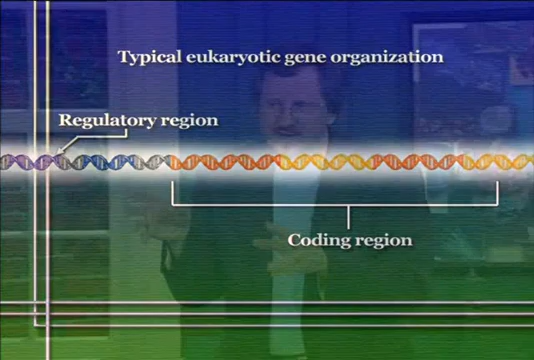 Typical eukaryotic gene organization
Regulatory region
Coding region